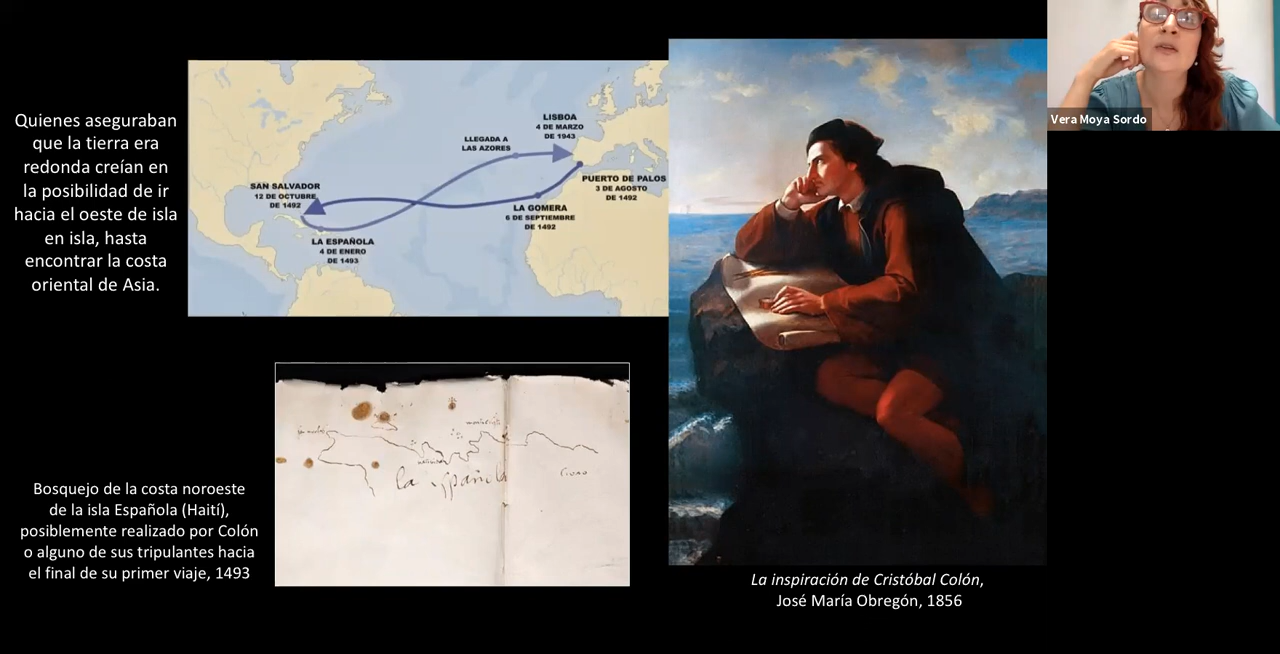 Quienes aseguraban
que la tierra era
redonda creían en
la posibilidad de ir
hacia el oeste de isla
en isla, hasta
encontrar la costa
oriental de Asia.
LISBOA
4 DE MARZO
DE 1943
LLEGADA A
LAS AZORES
PUERTO DE PALOS
3 DE AGOSTO
DE 1492
SAN SALVADOR
12 DE OCTUBRE
DE 1492
LA GOMERA
6 DE SEPTIEMBRE
DE 1492
LA ESPAÑOLA
4 DE ENERO
DE 1493
Vera Moya Sordo
la española
Bosquejo de la costa noroeste
de la isla Española (Haití),
posiblemente realizado por Colón
o alguno de sus tripulantes hacia
el final de su primer viaje, 1493
La inspiración de Cristóbal Colón,
José María Obregón, 1856